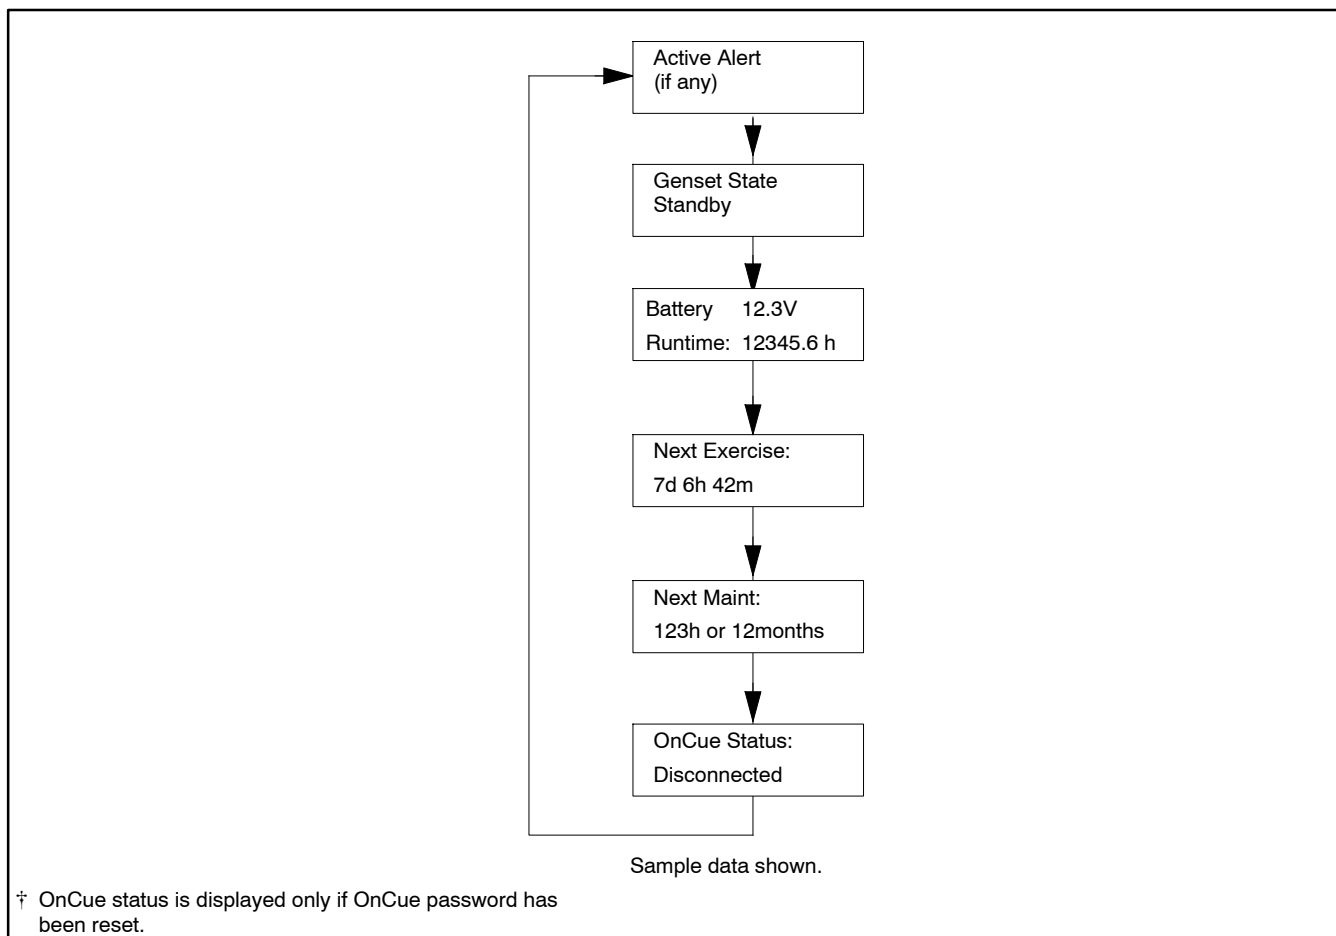 Active Alert
(if any)
Genset State
Standby
Battery 12.3V
Runtime: 12345.6 h
Next Exercise:
7d 6h 42m
Next Maint:
123h or 12months
OnCue Status:
Disconnected
Sample data shown.
† OnCue status is displayed only if OnCue password has
been reset.